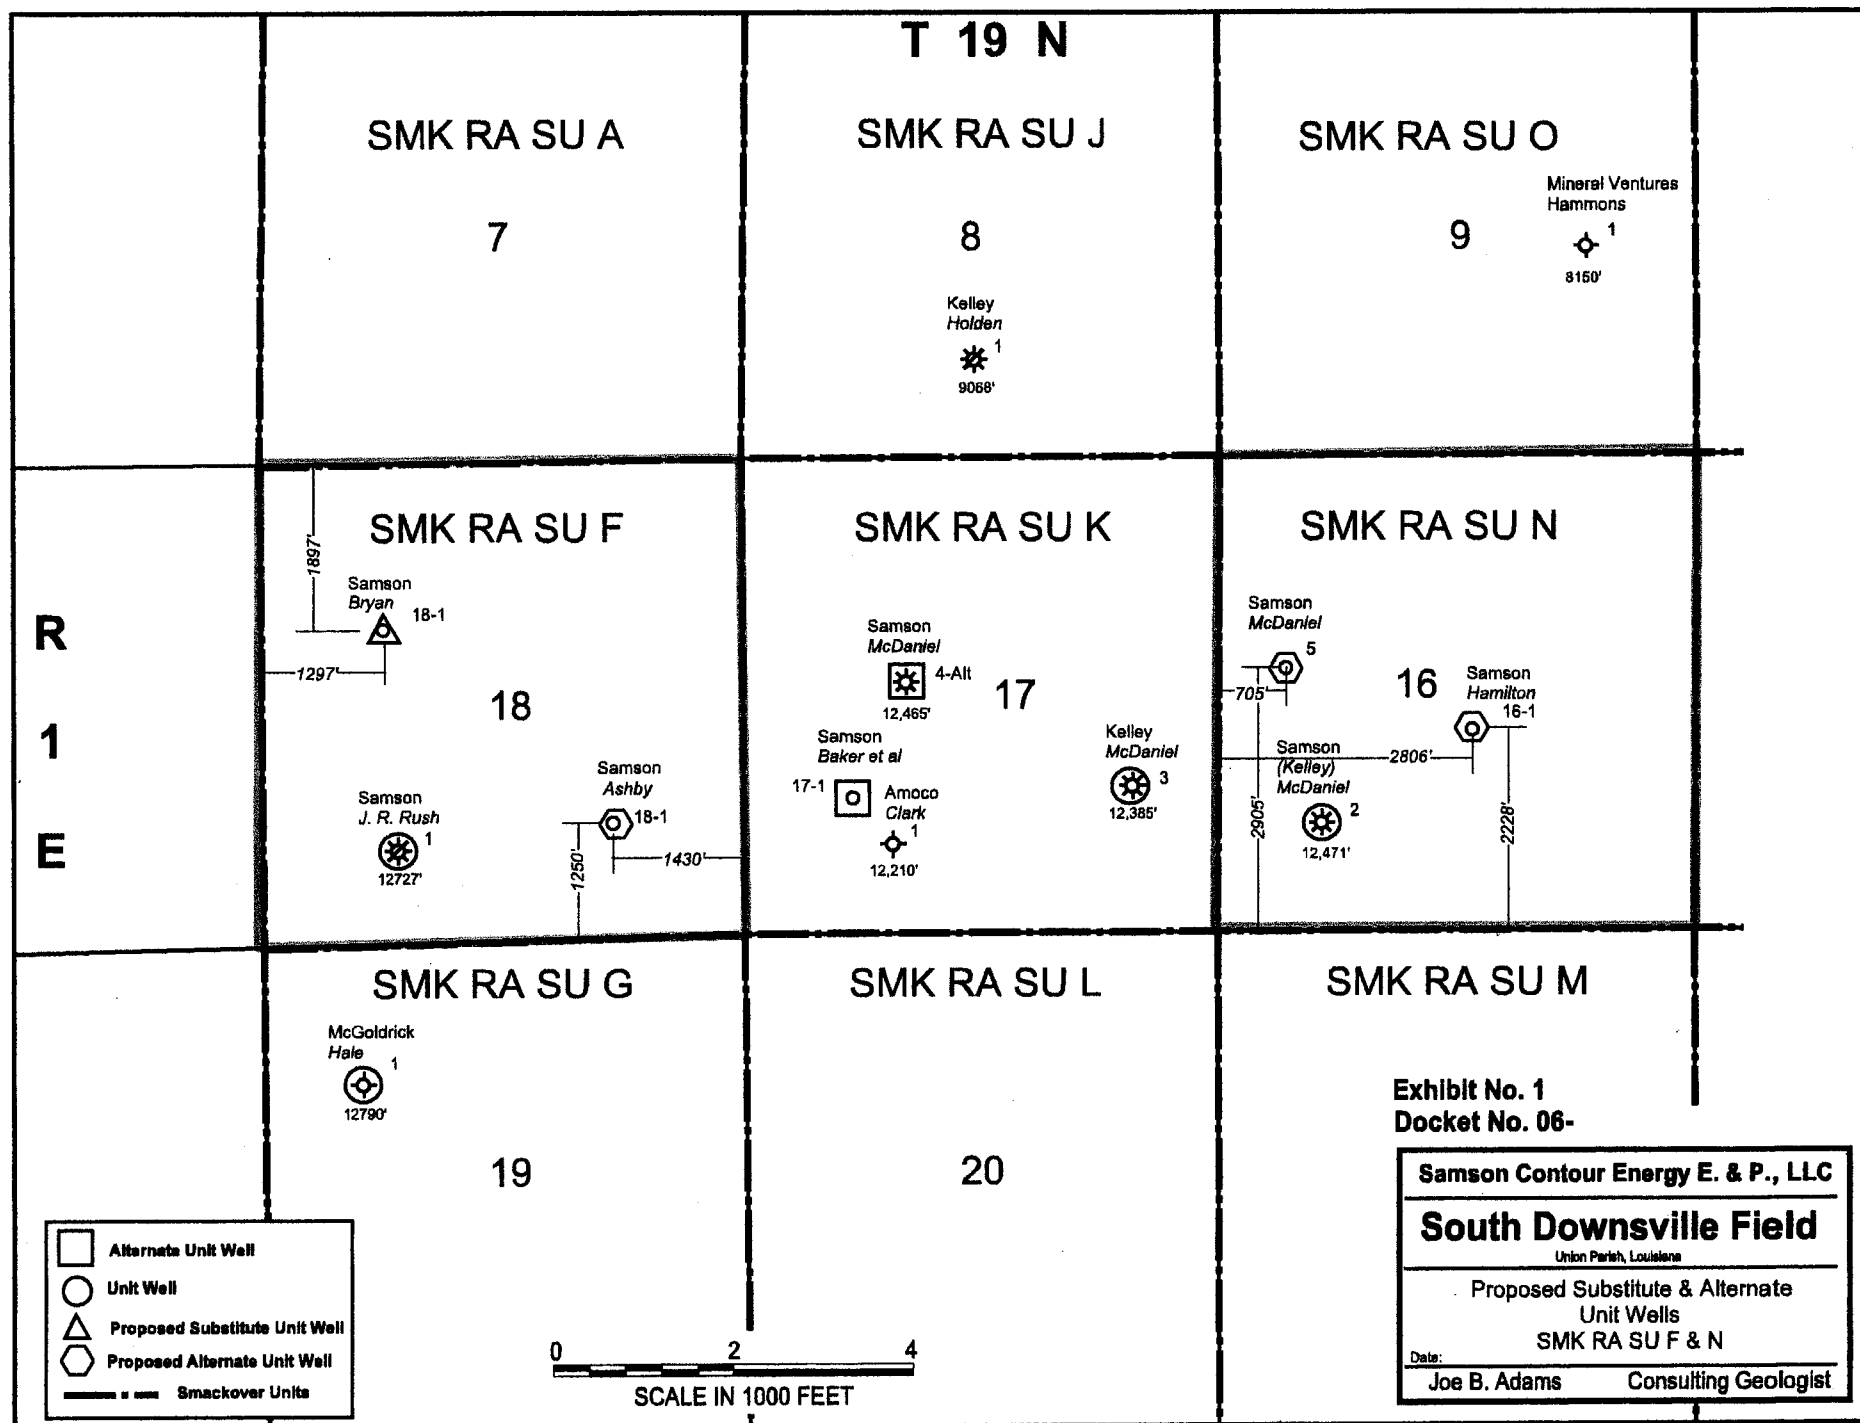 T 19 N
SMK RA SU A
7
SMK RA SU J
8
Kelley
Holden
1
9068'
SMK RA SU O
9
Mineral Ventures
Hammons
1
8150'
R
1
E
SMK RA SU F
1897'
Samson
Bryan
18-1
1297'
18
Samson
Ashby
18-1
1250'
1430'
Samson
J. R. Rush
1
12727'
SMK RA SU K
Samson
McDaniel
4-Alt
12,465'
17
Samson
Baker et al
17-1
Amoco
Clark
1
12,210'
Kelley
McDaniel
3
12,385'
SMK RA SU N
Samson
McDaniel
5
705'
16
Samson
Hamilton
16-1
2806'
Samson
(Kelley)
McDaniel
2
12,471'
2905'
2228'
SMK RA SU G
McGoldrick
Hale
1
12790'
19
SMK RA SU L
20
SMK RA SU M
Exhibit No. 1
Docket No. 06-
Samson Contour Energy E. & P., LLC
South Downsville Field
Union Parish, Louisiana
Proposed Substitute & Alternate
Unit Wells
SMK RA SU F & N
Date:
Joe B. Adams Consulting Geologist
Alternate Unit Well
Unit Well
Proposed Substitute Unit Well
Proposed Alternate Unit Well
Smackover Units
0 2 4
SCALE IN 1000 FEET